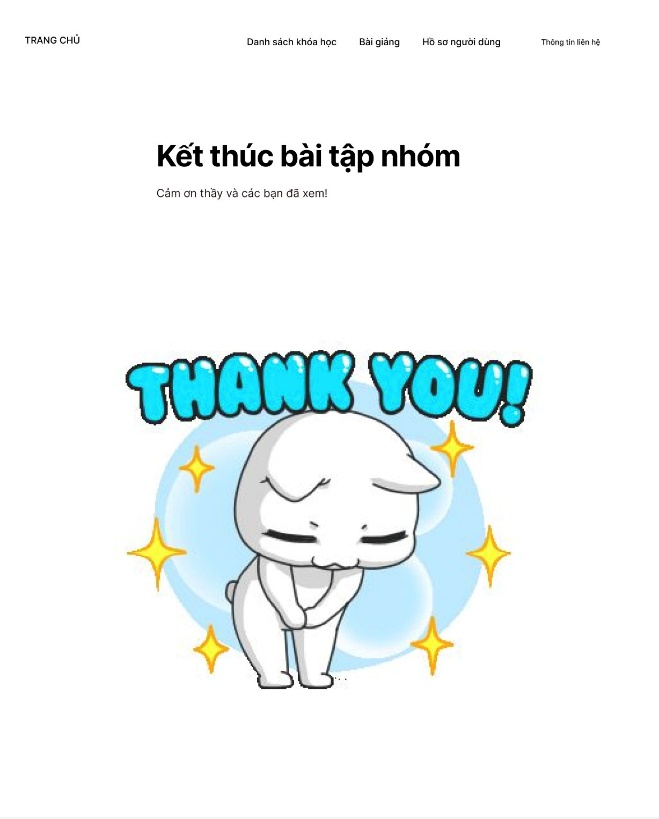 TRANG CHỦ
Danh sách khóa học
Bài giảng
Hồ sơ người dùng
Thông tin liên hệ
Kết thúc bài tập nhóm
Cảm ơn thầy và các bạn đã xem!
THANK YOU!